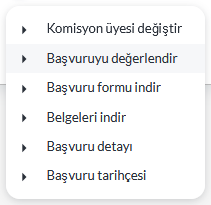 Komisyon üyesi değiştir
Başvuruyu değerlendir
Başvuru formu indir
Belgeleri indir
Başvuru detayı
Başvuru tarihçesi